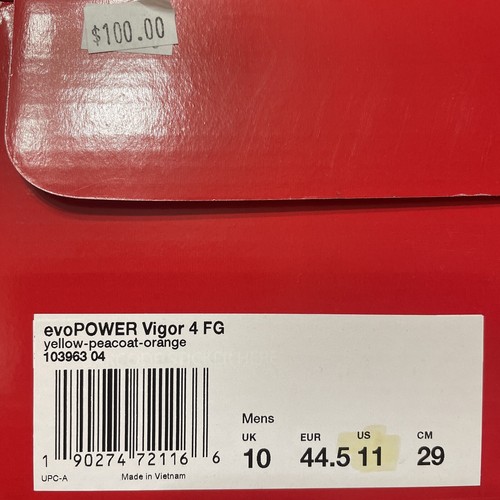 $100.00
evoPOWER Vigor 4 FG
yellow-peacoat-orange
103963 04
Mens
UK EUR US CM
10 44.5 11 29
1 90274 72116 6
UPC-A Made in Vietnam